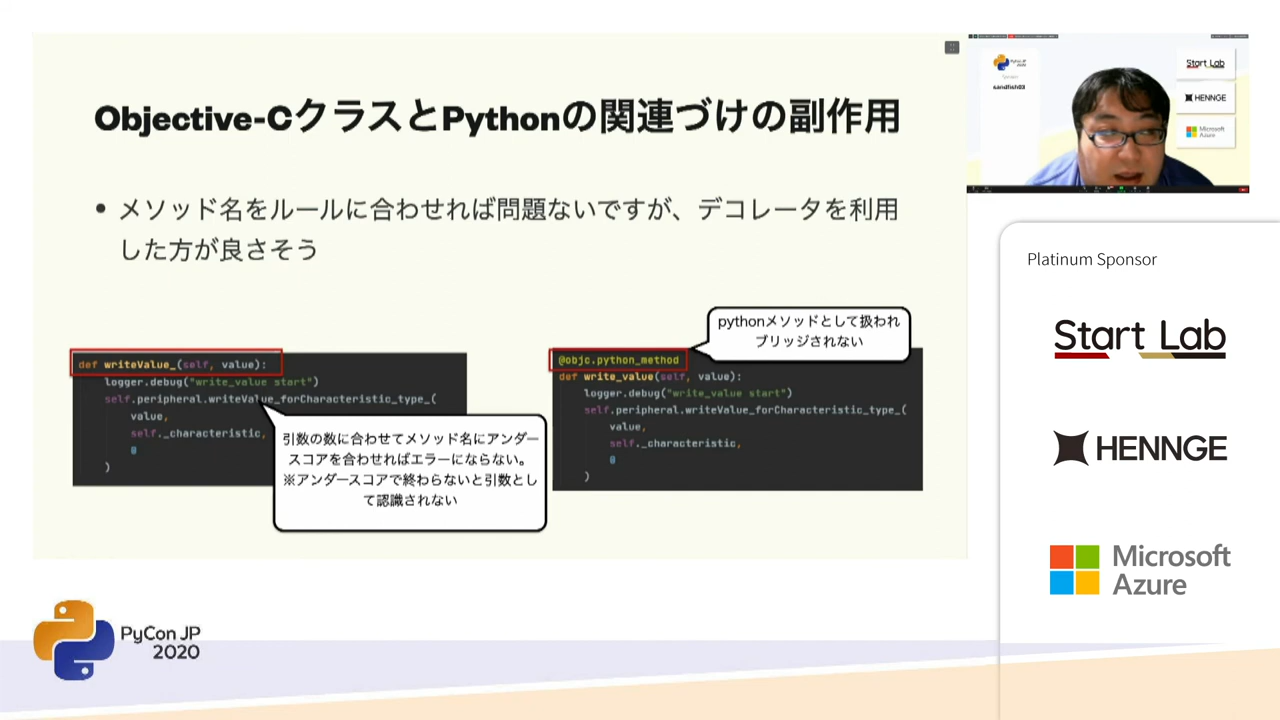 Objective-CクラスとPythonの関連づけの副作用
• メソッド名をルールに合わせれば問題ないですが、デコレータを利用
した方が良さそう
def writeValue_(self, value):
logger.debug("write_value start")
self.peripheral.writeValue_forCharacteristic_type_(
value,
self._characteristic,
0
)
引数の数に合わせてメソッド名にアンダー
スコアを合わせればエラーにならない。
※アンダースコアで終わらないと引数とし
て認識されない
pythonメソッドとして扱われ
ブリッジされない
@objc.python_method
def write_value(self, value):
logger.debug("write_value start")
self.peripheral.writeValue_forCharacteristic_type_(
value,
self._characteristic,
0
)
PyCon JP
2020
sandfish03
Start Lab
HENNGE
Microsoft
Azure
Platinum Sponsor
Start Lab
HENNGE
Microsoft
Azure
PyCon JP
2020